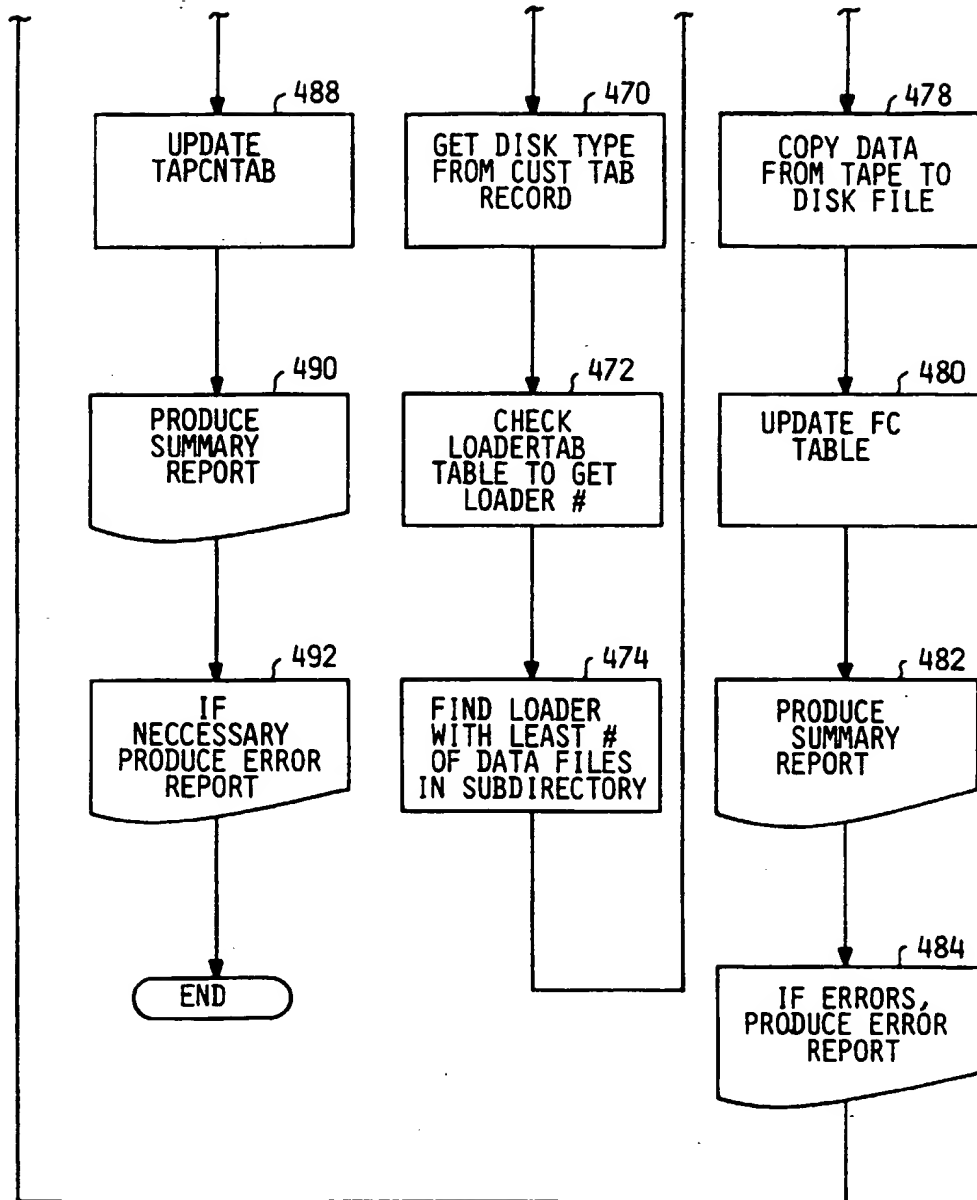 488
UPDATE
TAPCNTAB
490
PRODUCE
SUMMARY
REPORT
492
IF
NECCESSARY
PRODUCE ERROR
REPORT
END
470
GET DISK TYPE
FROM CUST TAB
RECORD
472
CHECK
LOADERTAB
TABLE TO GET
LOADER #
474
FIND LOADER
WITH LEAST #
OF DATA FILES
IN SUBDIRECTORY
478
COPY DATA
FROM TAPE TO
DISK FILE
480
UPDATE FC
TABLE
482
PRODUCE
SUMMARY
REPORT
484
IF ERRORS,
PRODUCE ERROR
REPORT